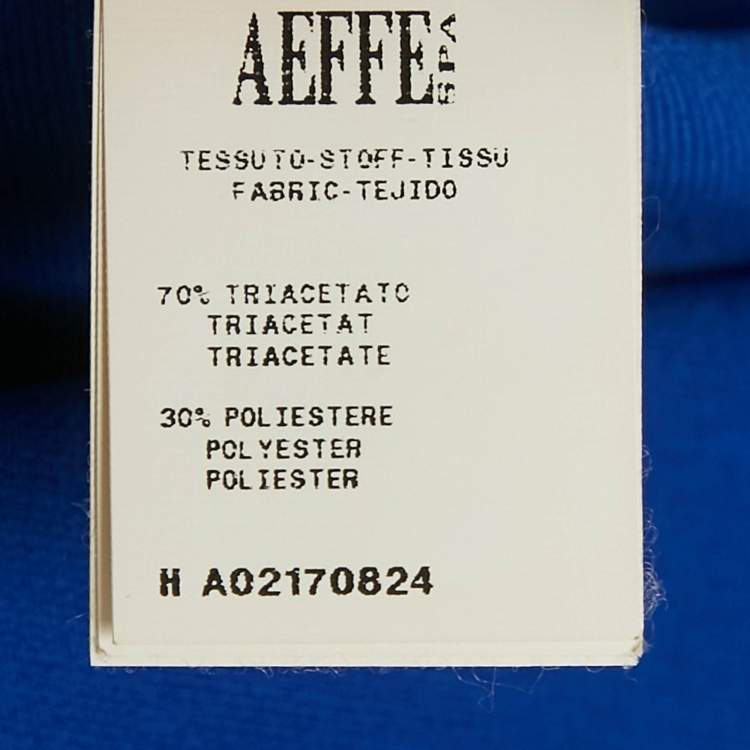 AEFFE SPA
TESSUTO-STOFF-TISSU
FABRIC-TEJIDO
70% TRIACETATO
TRIACETAT
TRIACETATE
30% POLIESTERE
POLYESTER
POLIESTER
H A02170824